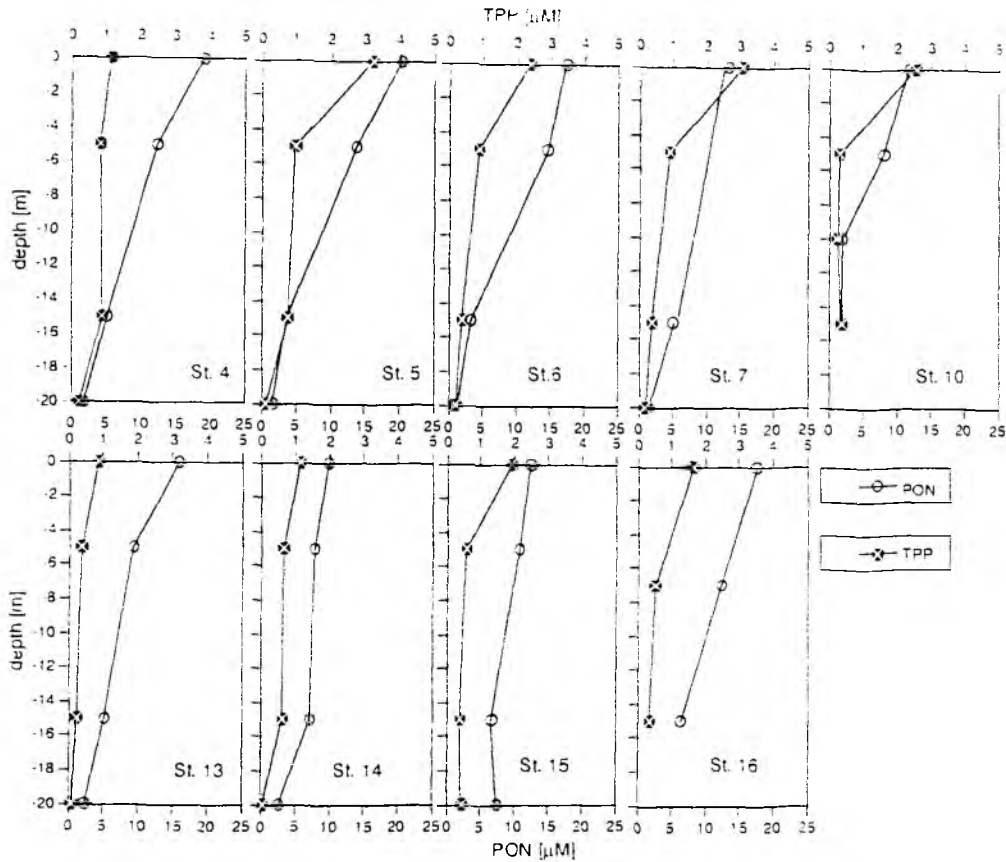 TPP [µM]
0 1 2 3 4 5 0 1 2 3 4 5 0 1 2 3 4 5 0 1 2 3 4 5 0 1 2 3 4 5
0
-2
-4
-6
-8
-10
-12
-14
-16
-18
-20
depth [m]
St. 4
St. 5
St. 6
St. 7
St. 10
0 5 10 15 20 25 0 5 10 15 20 25 0 5 10 15 20 25 0 5 10 15 20 25 0 5 10 15 20 25
0 1 2 3 4 5 0 1 2 3 4 5 0 1 2 3 4 5 0 1 2 3 4 5
0
-2
-4
-6
-8
-10
-12
-14
-16
-18
-20
depth [m]
St. 13
St. 14
St. 15
St. 16
PON
TPP
0 5 10 15 20 25 0 5 10 15 20 25 0 5 10 15 20 25 0 5 10 15 20 25
PON [µM]